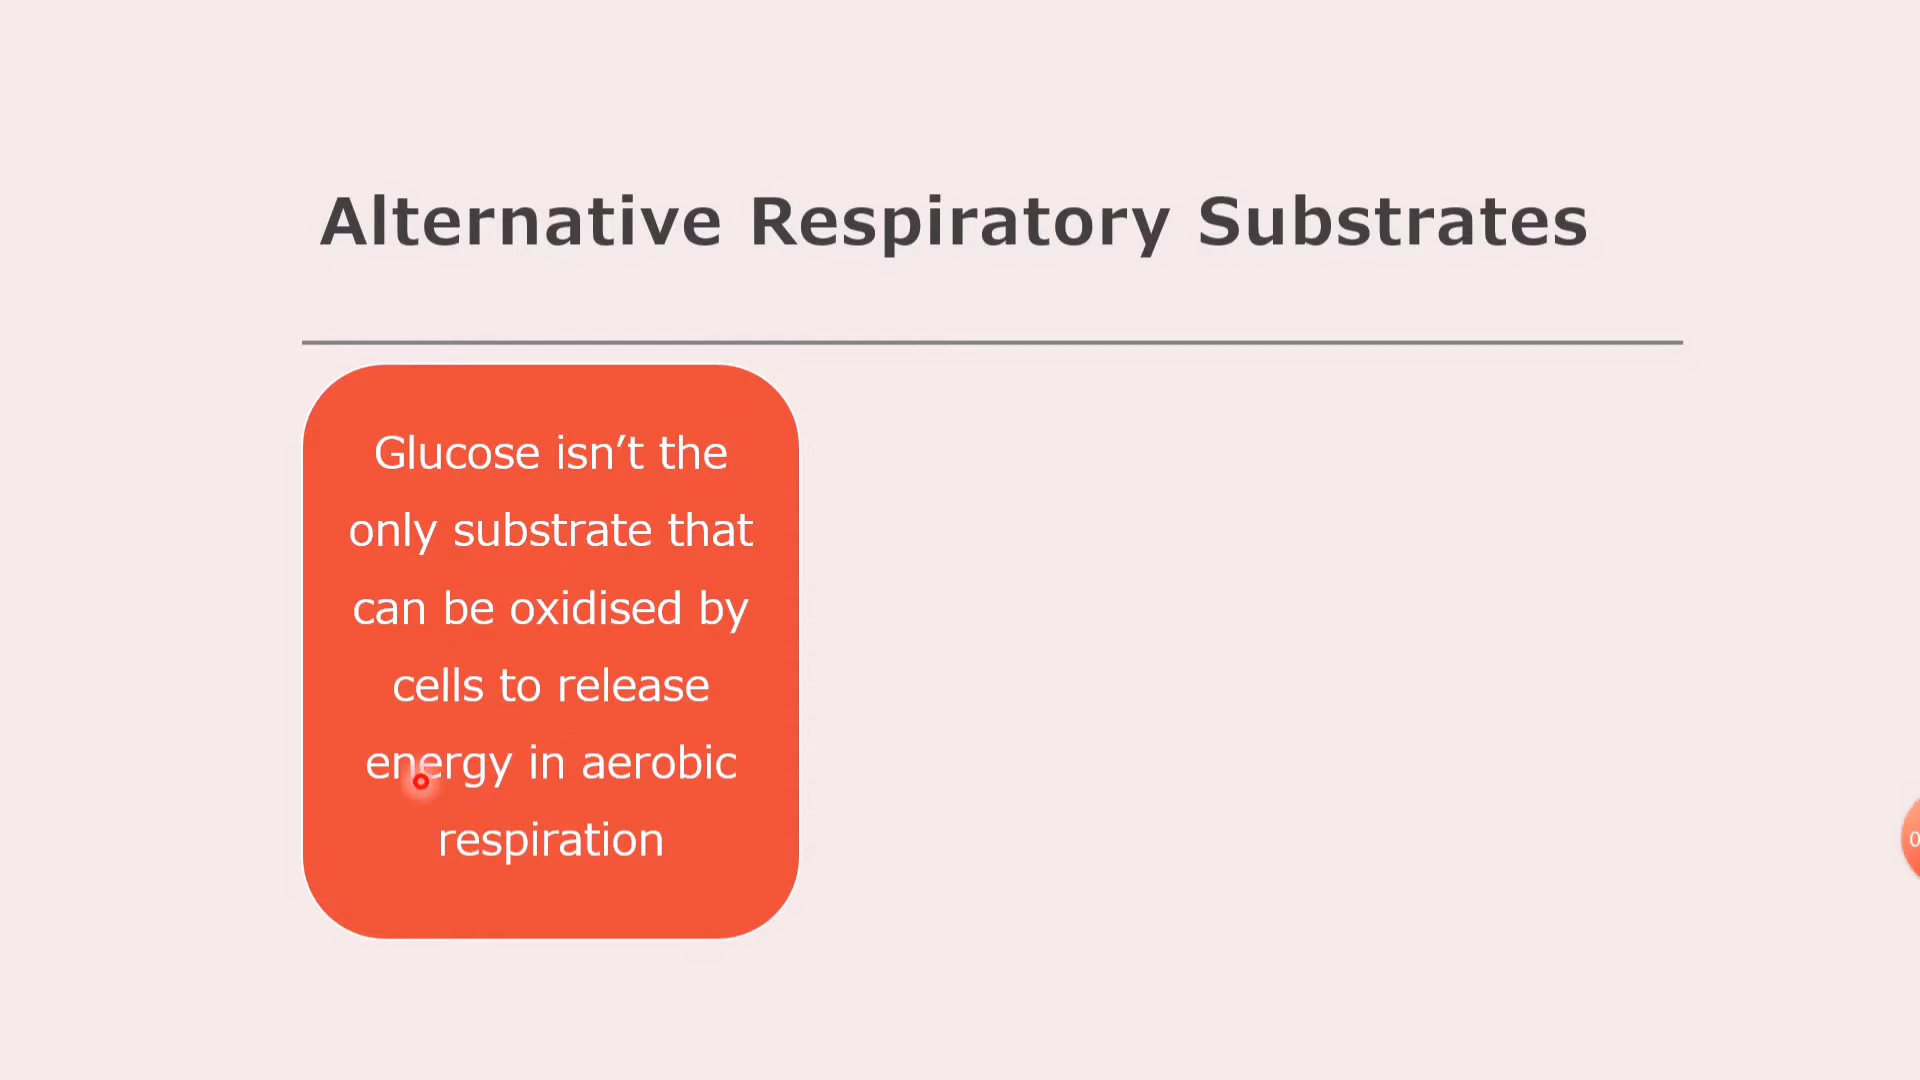 Alternative Respiratory Substrates
Glucose isn’t the
only substrate that
can be oxidised by
cells to release
energy in aerobic
respiration
0